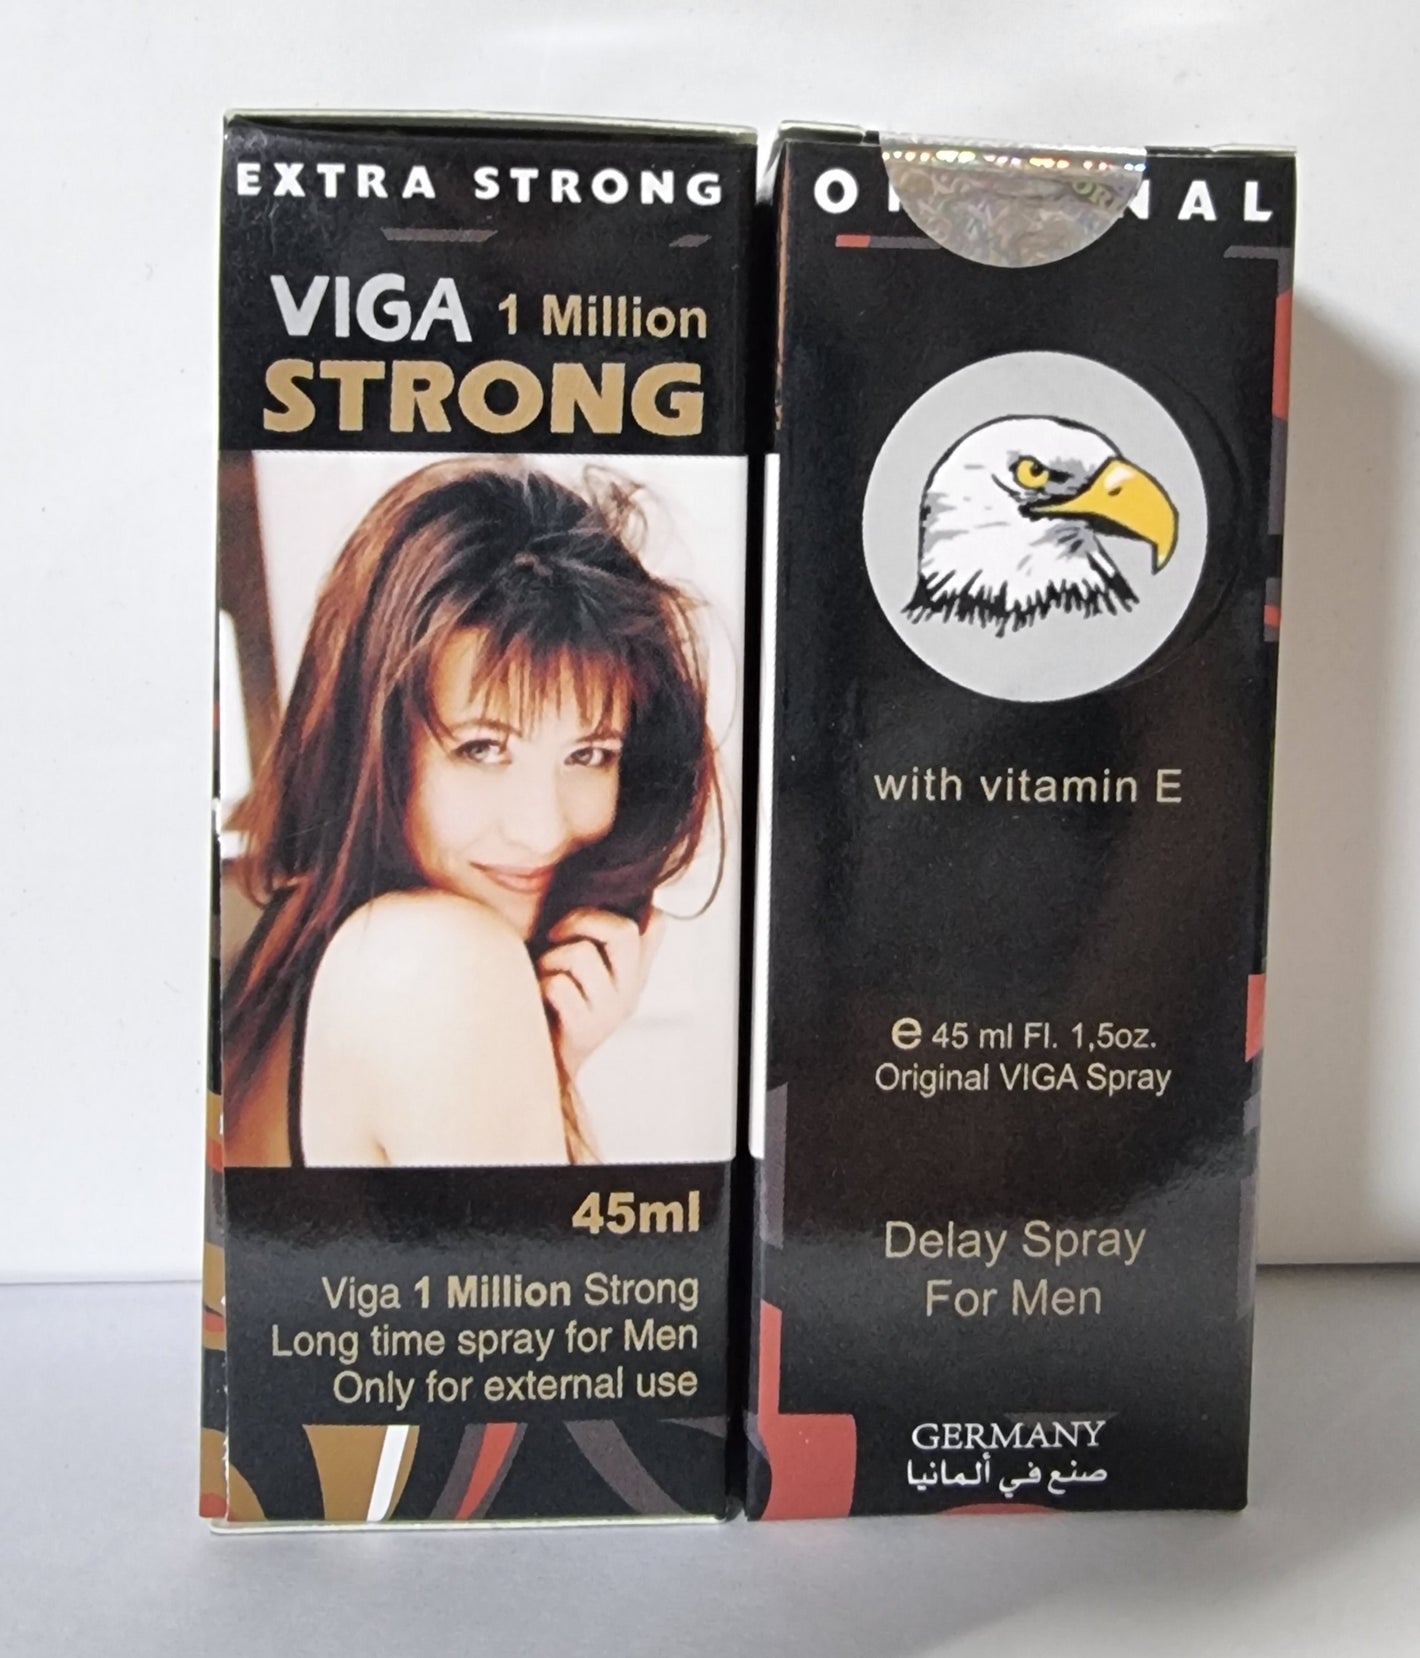 EXTRA STRONG
VIGA 1 Million
STRONG
45ml
Viga 1 Million Strong
Long time spray for Men
Only for external use
with vitamin E
e 45 ml Fl. 1,5oz.
Original VIGA Spray
Delay Spray
For Men
GERMANY
صنع في ألمانيا